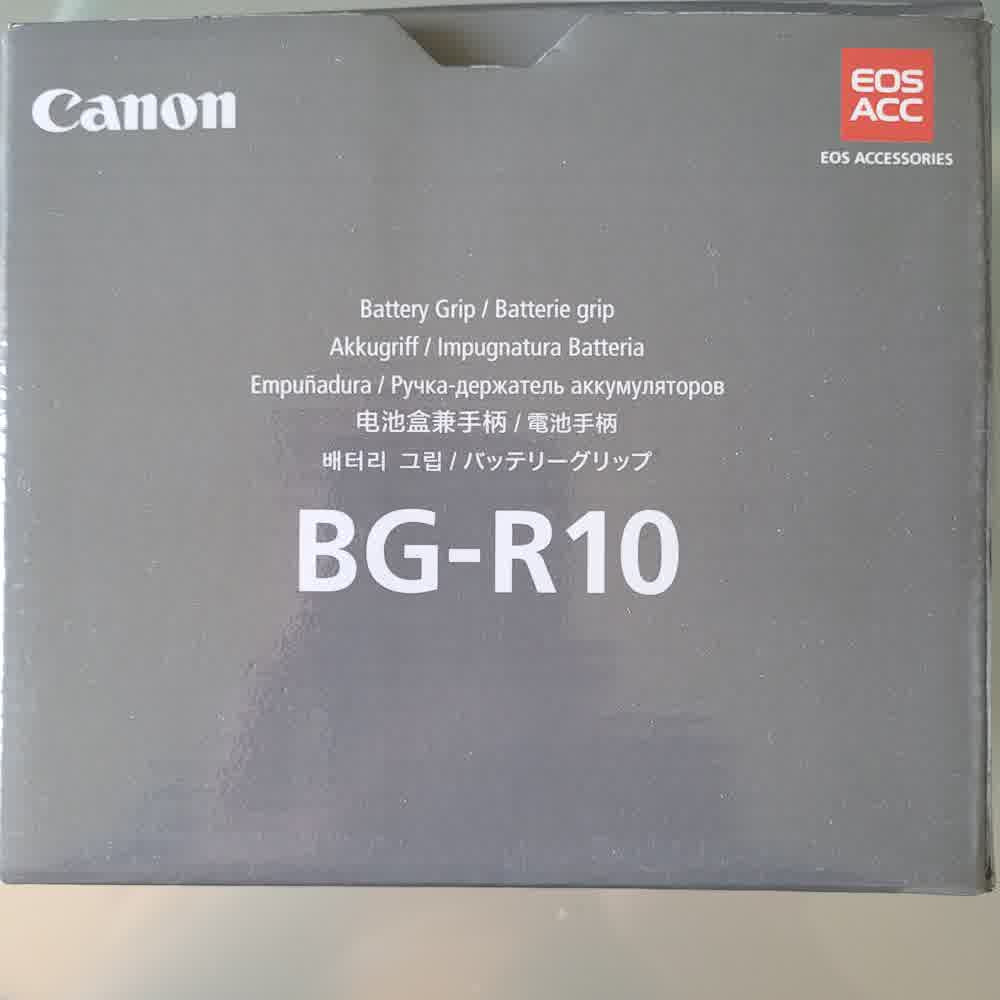 Canon
EOS
ACC
EOS ACCESSORIES
Battery Grip / Batterie grip
Akkugriff / Impugnatura Batteria
Empuñadura / Ручка-держатель аккумуляторов
电池盒兼手柄 / 電池手柄
배터리 그립 / バッテリーグリップ
BG-R10